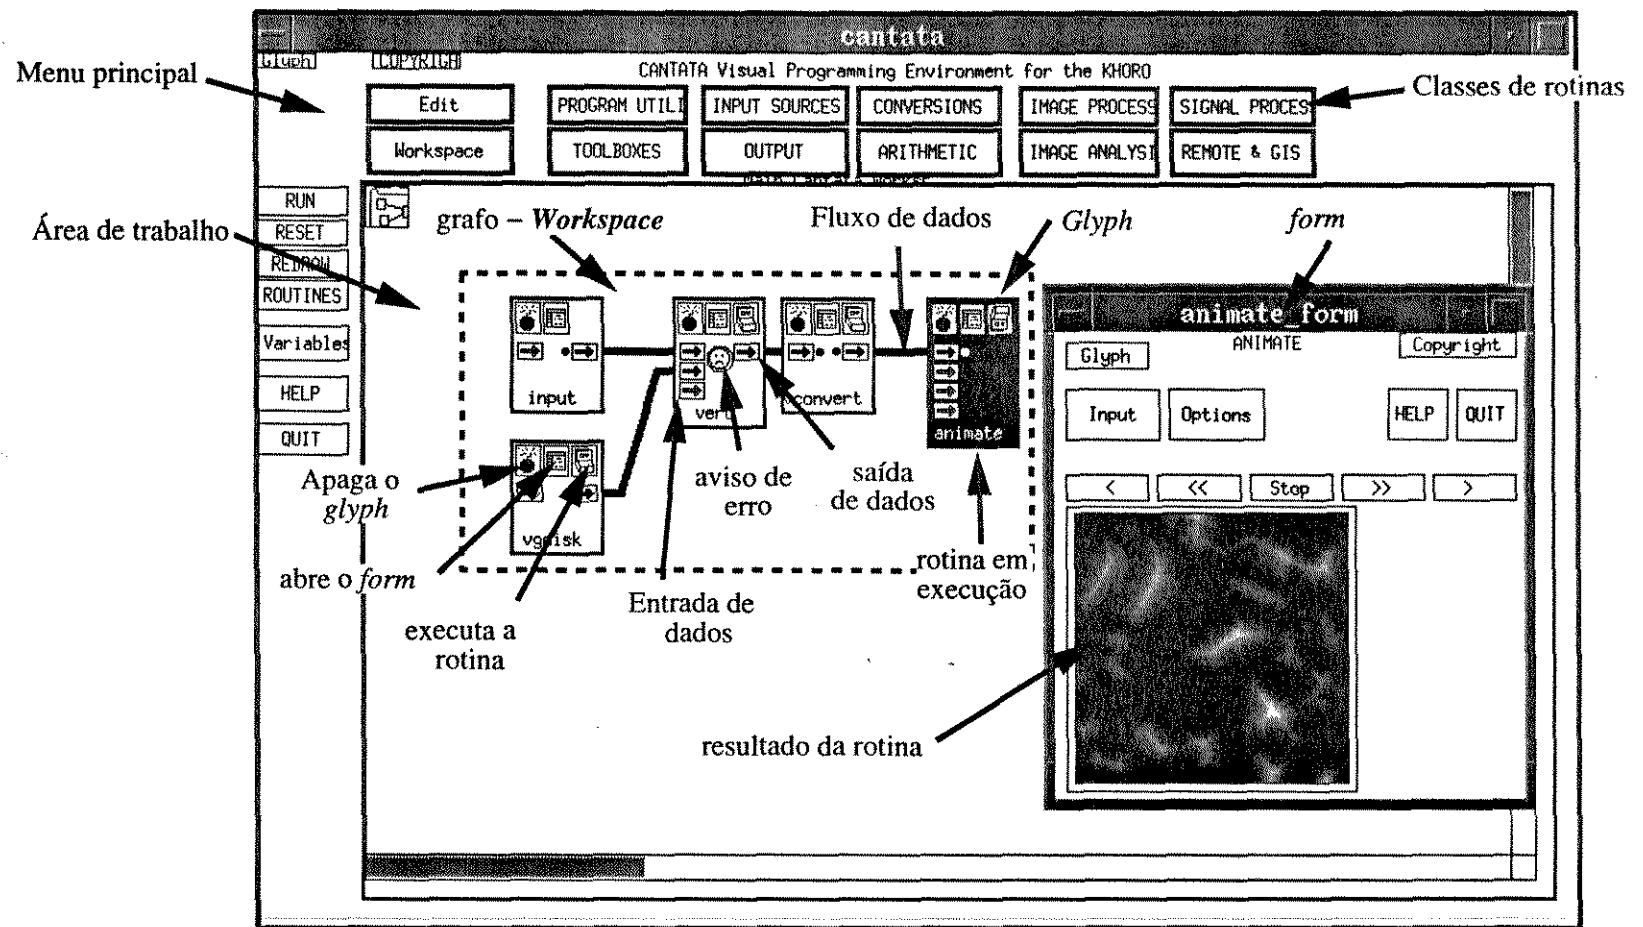 cantata
Glyph
COPYRIGH
CANTATA Visual Programming Environment for the KHORO
Menu principal
Classes de rotinas
Edit
PROGRAM UTILI
INPUT SOURCES
CONVERSIONS
IMAGE PROCESS
SIGNAL PROCES
Workspace
TOOLBOXES
OUTPUT
ARITHMETIC
IMAGE ANALYSI
REMOTE & GIS
RUN
RESET
REDRAW
ROUTINES
Variables
HELP
QUIT
Área de trabalho
grafo – Workspace
Fluxo de dados
Glyph
form
input
convert
animate
Apaga o
glyph
aviso de
erro
saída
de dados
abre o form
executa a
rotina
Entrada de
dados
rotina em
execução
animate_form
Glyph
ANIMATE
Copyright
Input
Options
HELP
QUIT
<
<<
Stop
>>
>
resultado da rotina